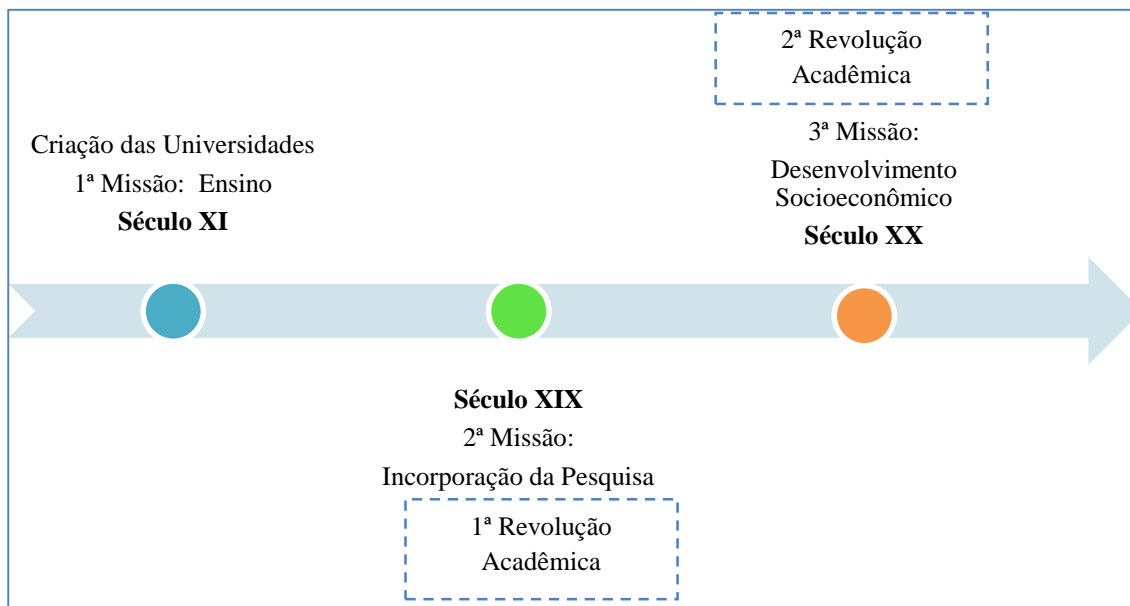 Criação das Universidades
1ª Missão: Ensino
Século XI
Século XIX
2ª Missão:
Incorporação da Pesquisa
1ª Revolução
Acadêmica
2ª Revolução
Acadêmica
3ª Missão:
Desenvolvimento
Socioeconômico
Século XX